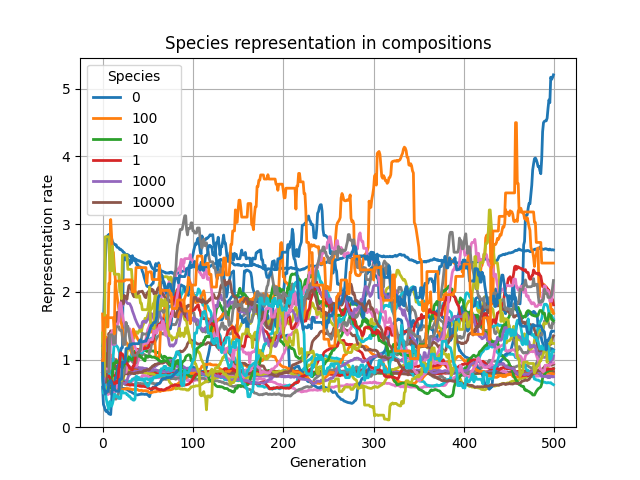 Species representation in compositions
Species
0
100
10
1
1000
10000
5
4
3
2
1
0
Representation rate
0 100 200 300 400 500
Generation